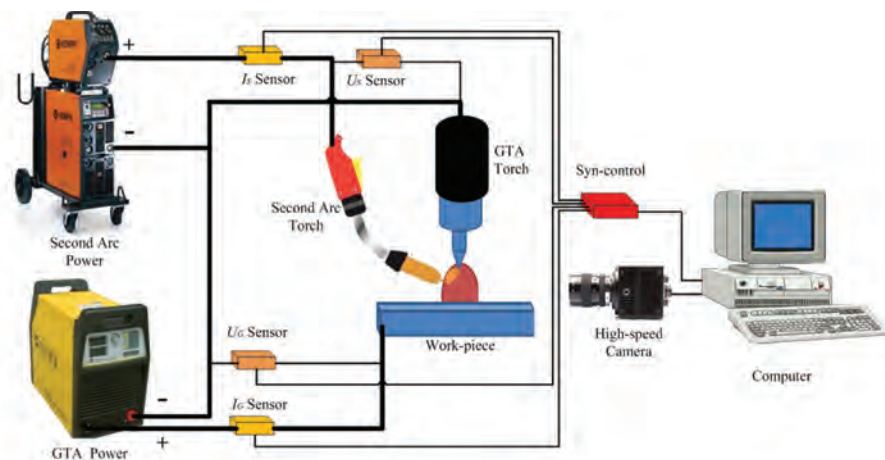 +
Is Sensor
Us Sensor
-
GTA
Torch
Syn-control
Second Arc
Torch
Second Arc
Power
UG Sensor
Work-piece
High-speed
Camera
Computer
-
IG Sensor
+
GTA Power